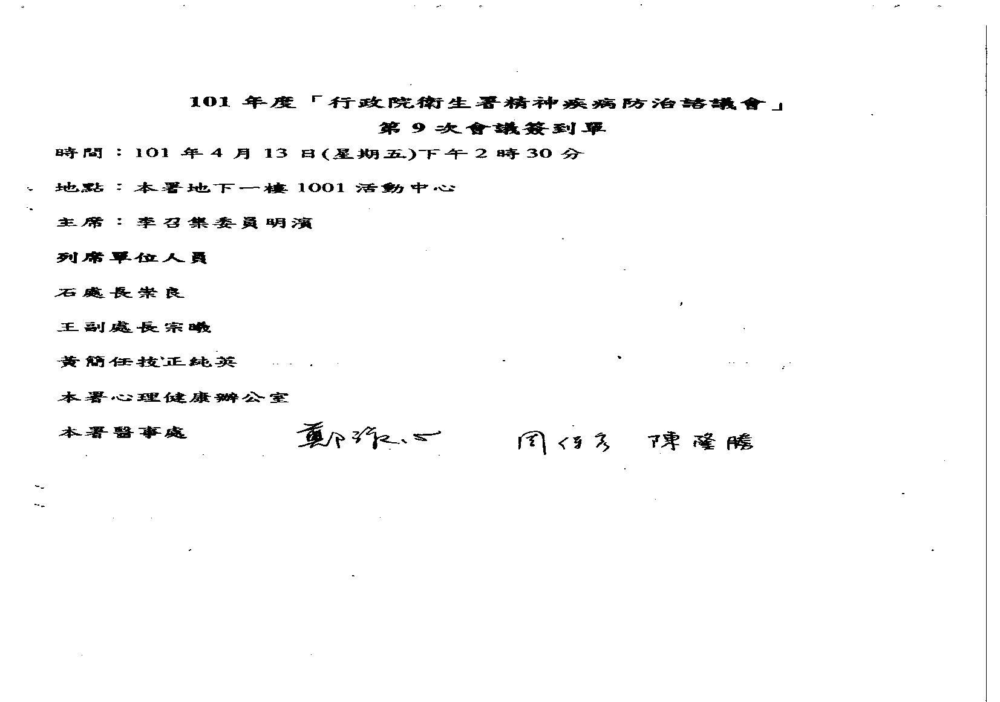 101 年度「行政院衛生署精神疾病防治諮議會」
第 9 次會議簽到單
時間：101 年 4 月 13 日(星期五)下午 2 時 30 分
地點：本署地下一樓 1001 活動中心
主席：李召集委員明濱
列席單位人員
石處長崇良
王副處長宗曦
黃簡任技正純英
本署心理健康辦公室
本署醫事處 鄭 周 陳隆勝